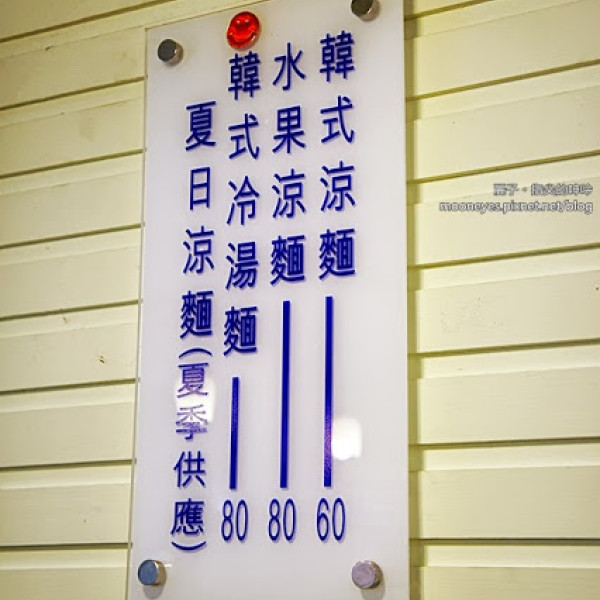 韓式涼麵 60
水果涼麵 80
韓式冷湯麵 80
夏日涼麵(夏季供應)
mooneyes.pixnet.net/blog